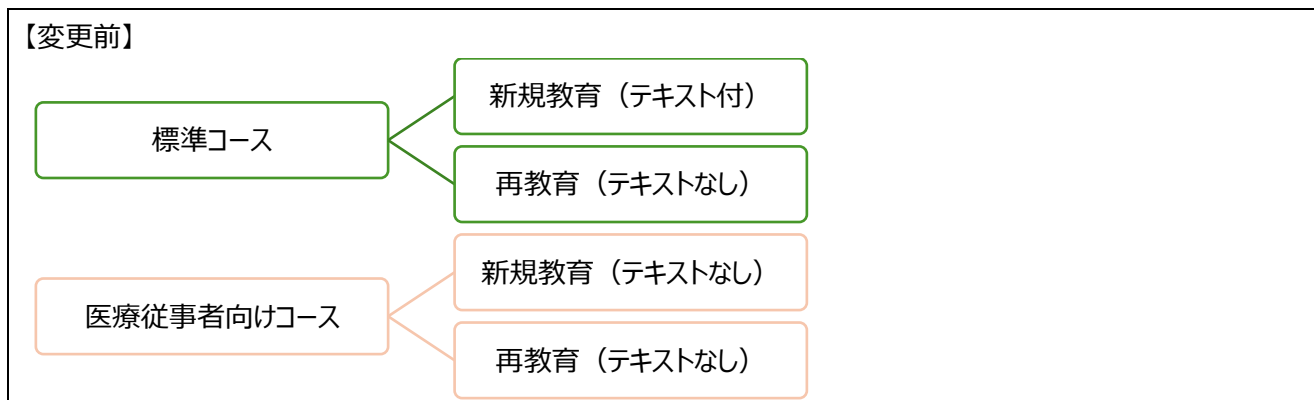 【変更前】
標準コース
新規教育（テキスト付）
再教育（テキストなし）
医療従事者向けコース
新規教育（テキストなし）
再教育（テキストなし）